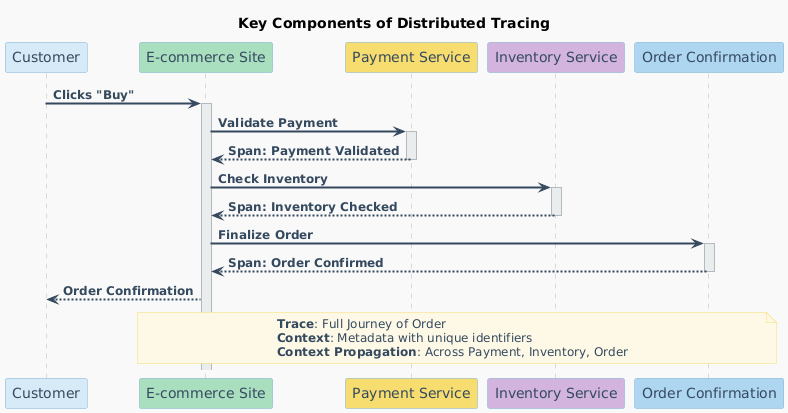 Key Components of Distributed Tracing
Customer E-commerce Site Payment Service Inventory Service Order Confirmation
Clicks "Buy"
Validate Payment
Span: Payment Validated
Check Inventory
Span: Inventory Checked
Finalize Order
Span: Order Confirmed
Order Confirmation
Trace: Full Journey of Order
Context: Metadata with unique identifiers
Context Propagation: Across Payment, Inventory, Order
Customer E-commerce Site Payment Service Inventory Service Order Confirmation